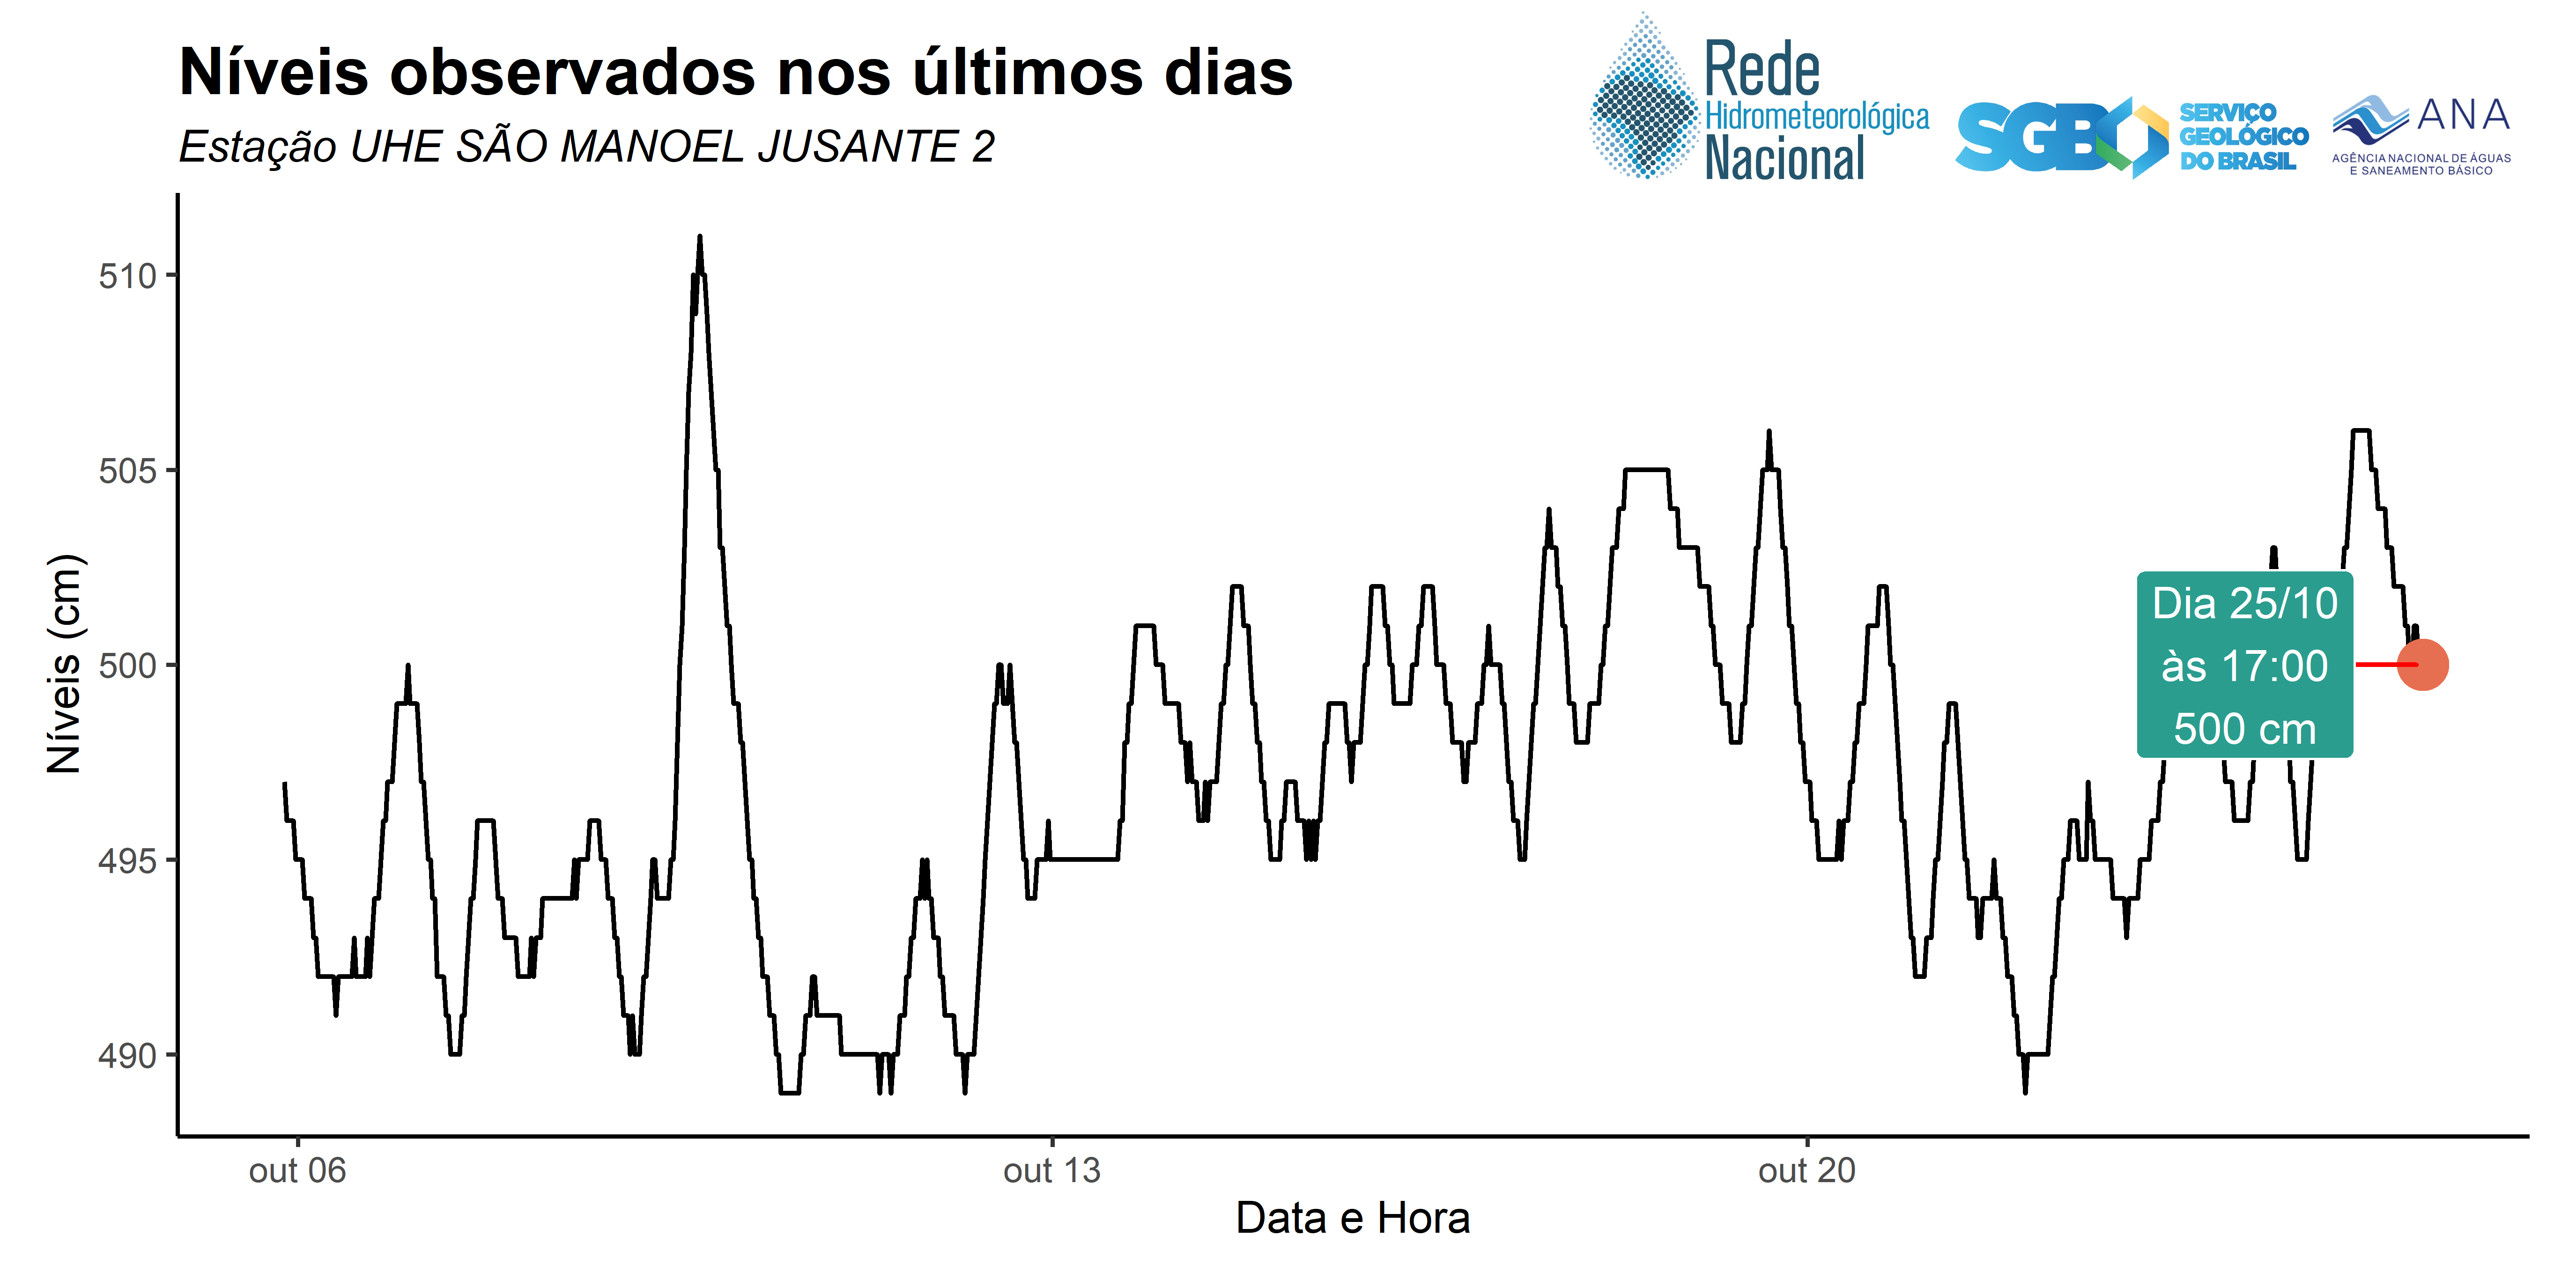 Níveis observados nos últimos dias
Estação UHE SÃO MANOEL JUSANTE 2
Rede
Hidrometeorológica
Nacional
SGB
SERVIÇO
GEOLÓGICO
DO BRASIL
ANA
AGÊNCIA NACIONAL DE ÁGUAS
E SANEAMENTO BÁSICO
Níveis (cm)
510
505
500
495
490
Dia 25/10
às 17:00
500 cm
out 06
out 13
out 20
Data e Hora